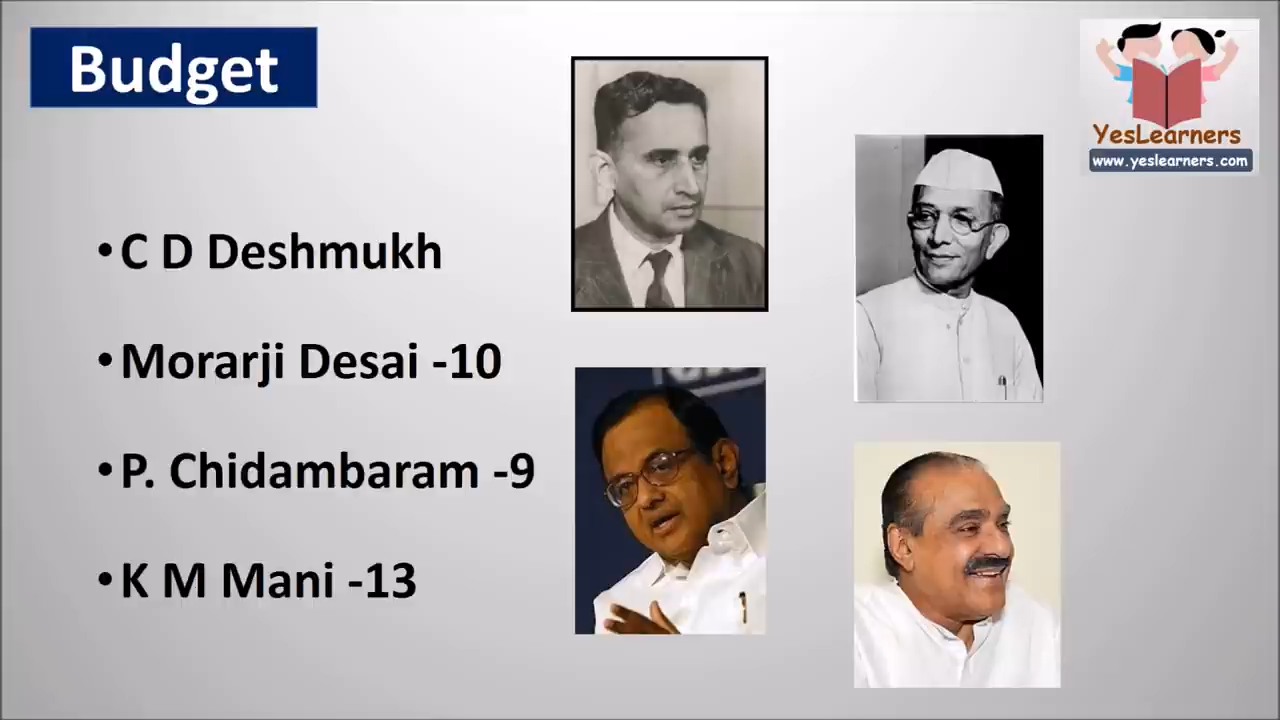 Budget
YesLearners
www.yeslearners.com
•C D Deshmukh
•Morarji Desai -10
•P. Chidambaram -9
•K M Mani -13